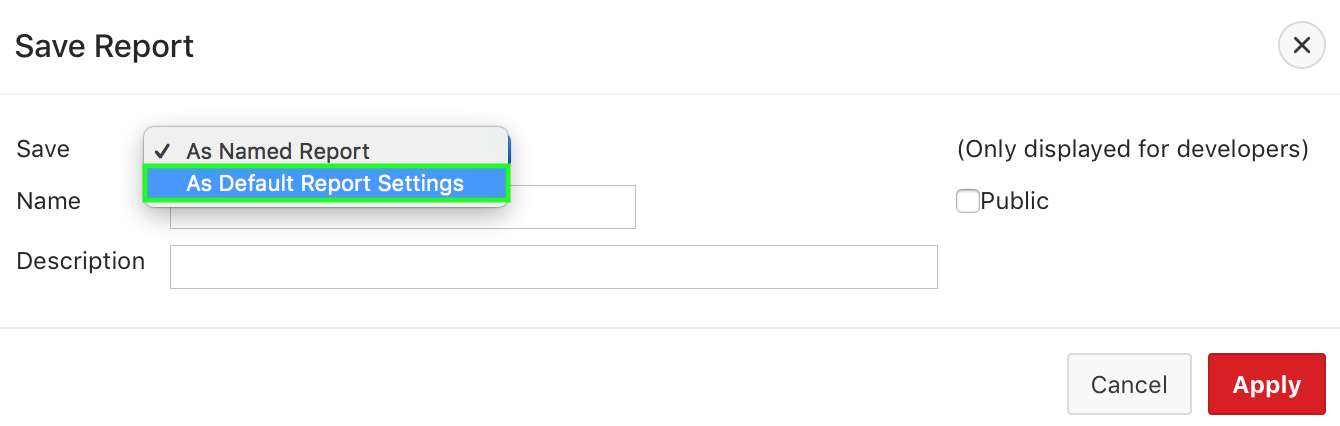 Save Report
Save
✓ As Named Report
(Only displayed for developers)
As Default Report Settings
Name
Public
Description
Cancel
Apply